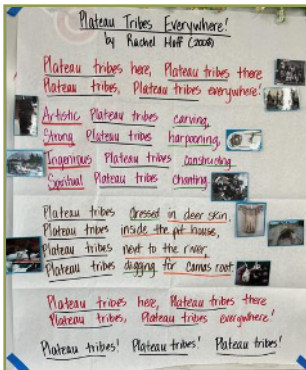 Plateau Tribes Everywhere!
by Rachel Hoff (2008)
Plateau tribes here, Plateau tribes there
Plateau tribes, Plateau tribes everywhere!
Artistic Plateau tribes carving,
Strong Plateau tribes harpooning,
Ingenious Plateau tribes constructing
Spiritual Plateau tribes chanting.
Plateau tribes dressed in deer skin,
Plateau tribes inside the pit house,
Plateau tribes next to the river,
Plateau tribes digging for camas root.
Plateau tribes here, Plateau tribes there
Plateau tribes, Plateau tribes everywhere!
Plateau tribes! Plateau tribes! Plateau tribes!